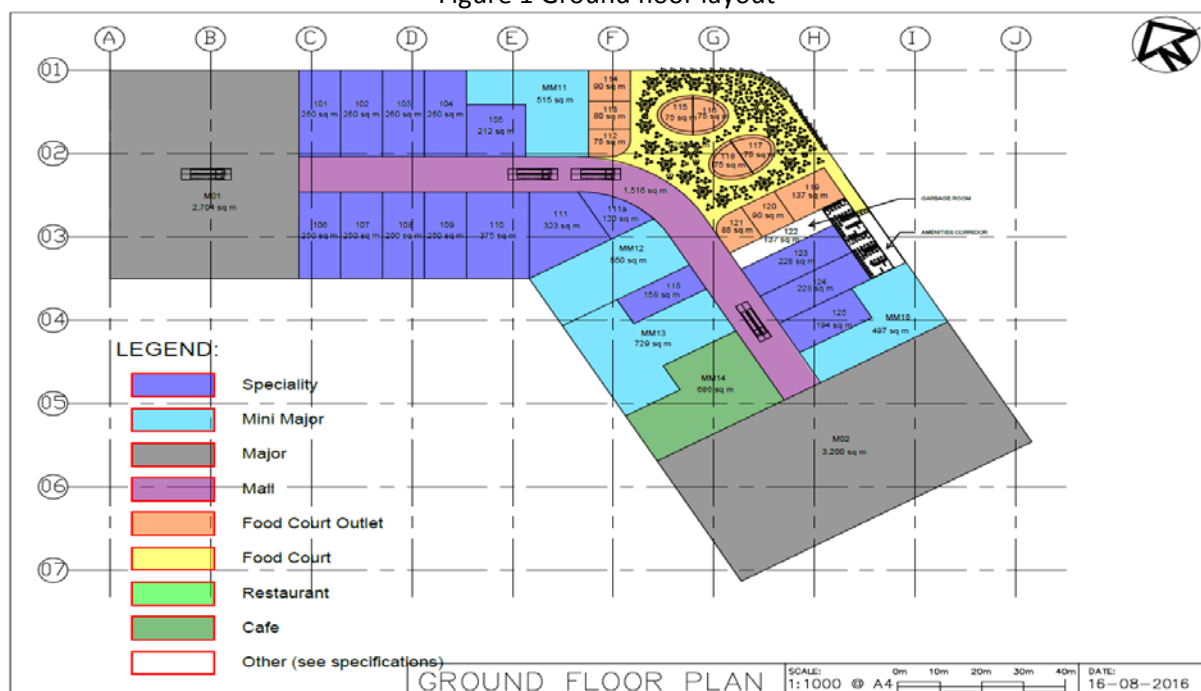 Figure 1 Ground floor layout
A B C D E F G H I J
01
02
03
04
05
06
07
101
250 sq m
102
250 sq m
103
250 sq m
104
250 sq m
105
212 sq m
MM11
515 sq m
114
90 sq m
113
80 sq m
112
75 sq m
115
75 sq m
116
75 sq m
117
75 sq m
118
75 sq m
M01
2,704 sq m
1,516 sq m
119
137 sq m
120
90 sq m
121
85 sq m
122
137 sq m
GARBAGE ROOM
AMENITIES CORRIDOR
106
250 sq m
107
250 sq m
108
250 sq m
109
250 sq m
110
375 sq m
111
323 sq m
111a
120 sq m
MM12
550 sq m
123
228 sq m
124
228 sq m
125
194 sq m
158 sq m
MM13
729 sq m
MM15
497 sq m
MM14
686 sq m
M02
3,200 sq m
LEGEND:
Speciality
Mini Major
Major
Mall
Food Court Outlet
Food Court
Restaurant
Cafe
Other (see specifications)
GROUND FLOOR PLAN
SCALE:
1:1000 @ A4
0m 10m 20m 30m 40m
DATE:
16-08-2016